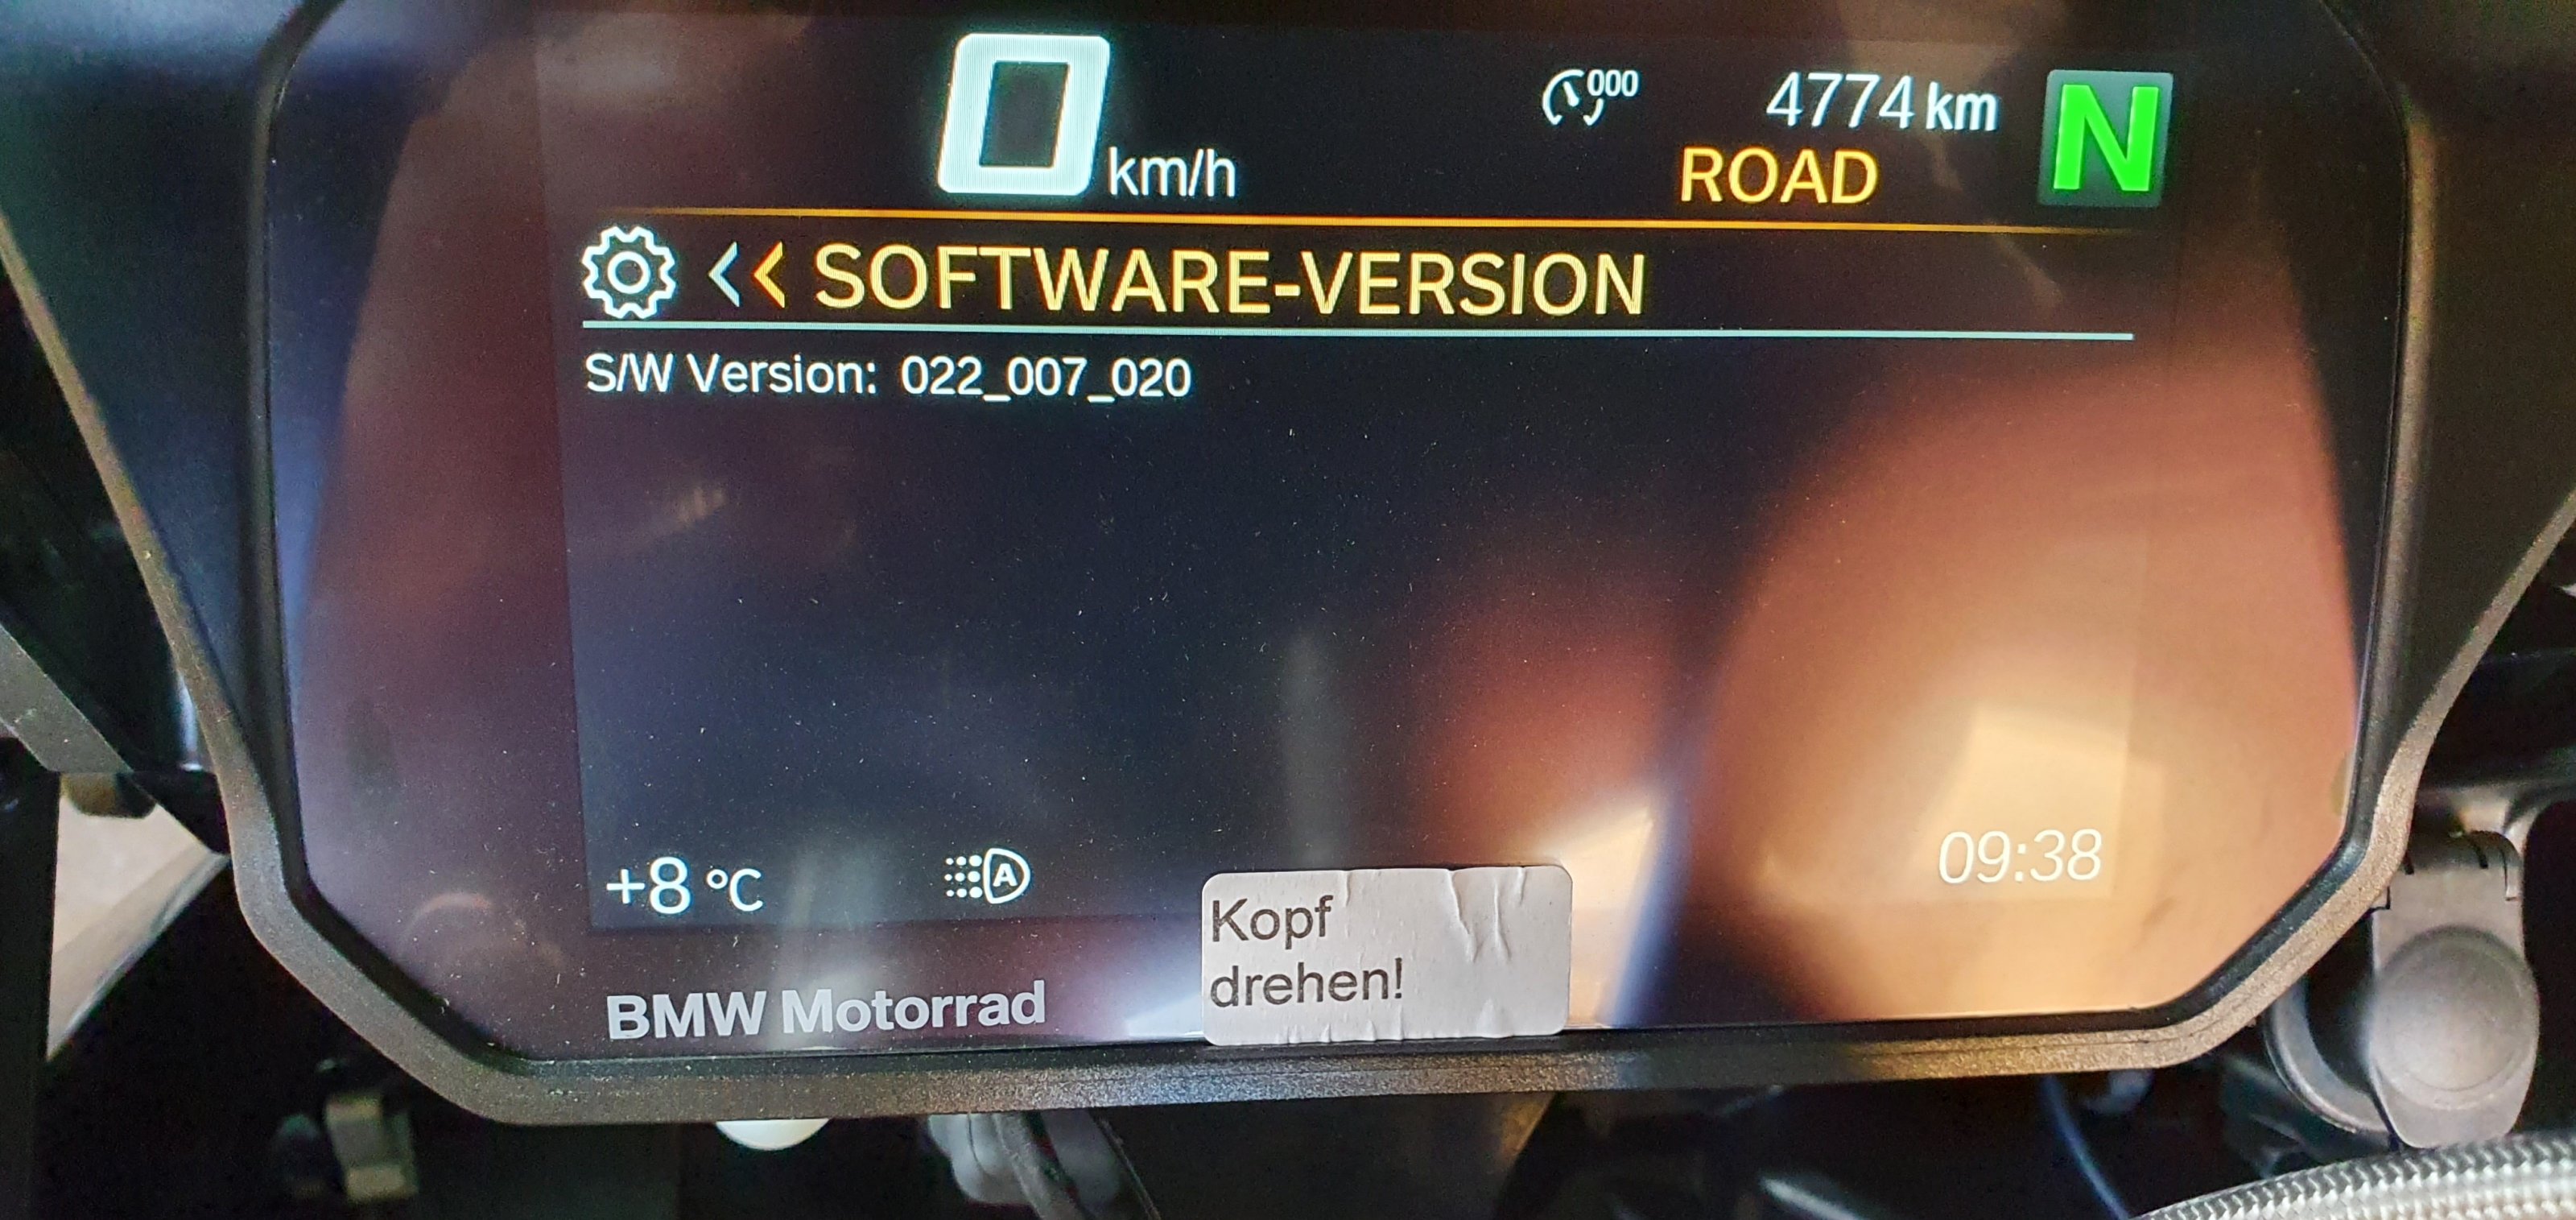 0 km/h
000 4774 km N
ROAD
<< SOFTWARE-VERSION
S/W Version: 022_007_020
+8 °C A 09:38
Kopf
drehen!
BMW Motorrad